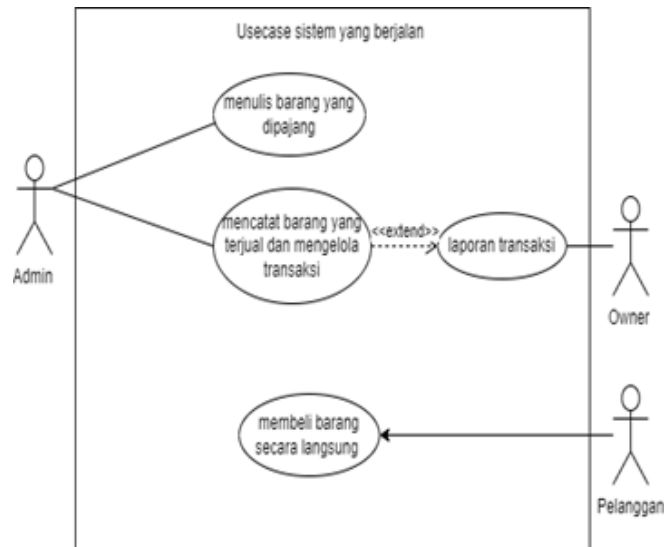 Usecase sistem yang berjalan
menulis barang yang
dipajang
Admin
mencatat barang yang
terjual dan mengelola
transaksi
<<extend>>
laporan transaksi
Owner
membeli barang
secara langsung
Pelanggan